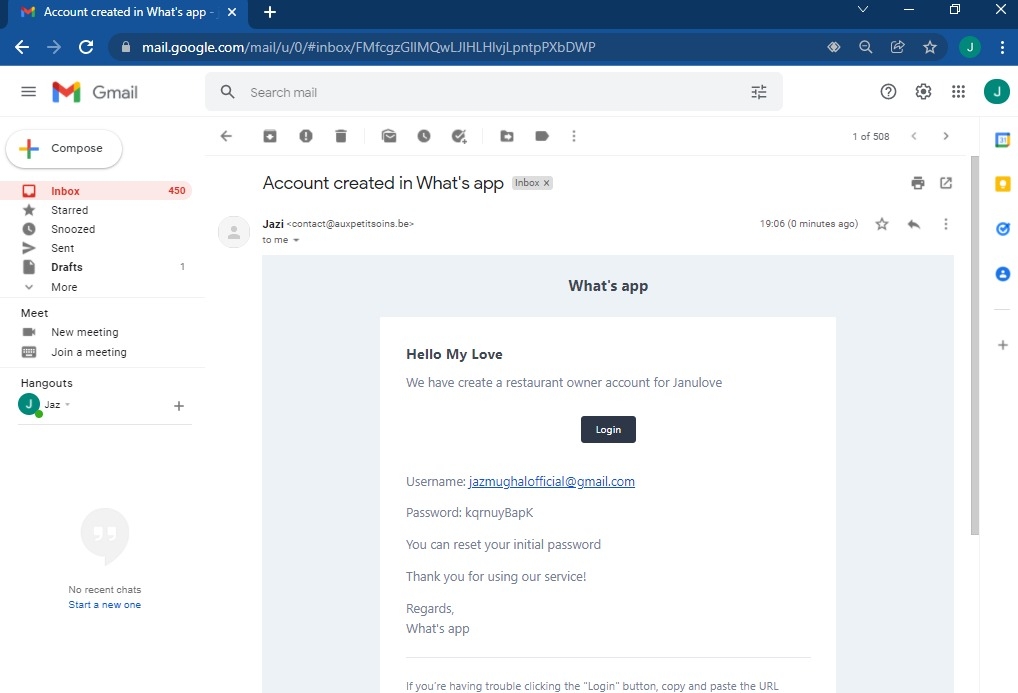 Account created in What's app -
mail.google.com/mail/u/0/#inbox/FMfcgzGllMQwLJIHLHlvjLpntpPXbDWP
J
Gmail
Search mail
J
Compose
1 of 508
Inbox 450
Starred
Snoozed
Sent
Drafts 1
More
Meet
New meeting
Join a meeting
Hangouts
J Jaz
No recent chats
Start a new one
Account created in What's app Inbox x
Jazi <contact@auxpetitsoins.be> 19:06 (0 minutes ago)
to me
What's app
Hello My Love
We have create a restaurant owner account for Janulove
Login
Username: jazmughalofficial@gmail.com
Password: kqrnuyBapK
You can reset your initial password
Thank you for using our service!
Regards,
What's app
If you're having trouble clicking the "Login" button, copy and paste the URL
31